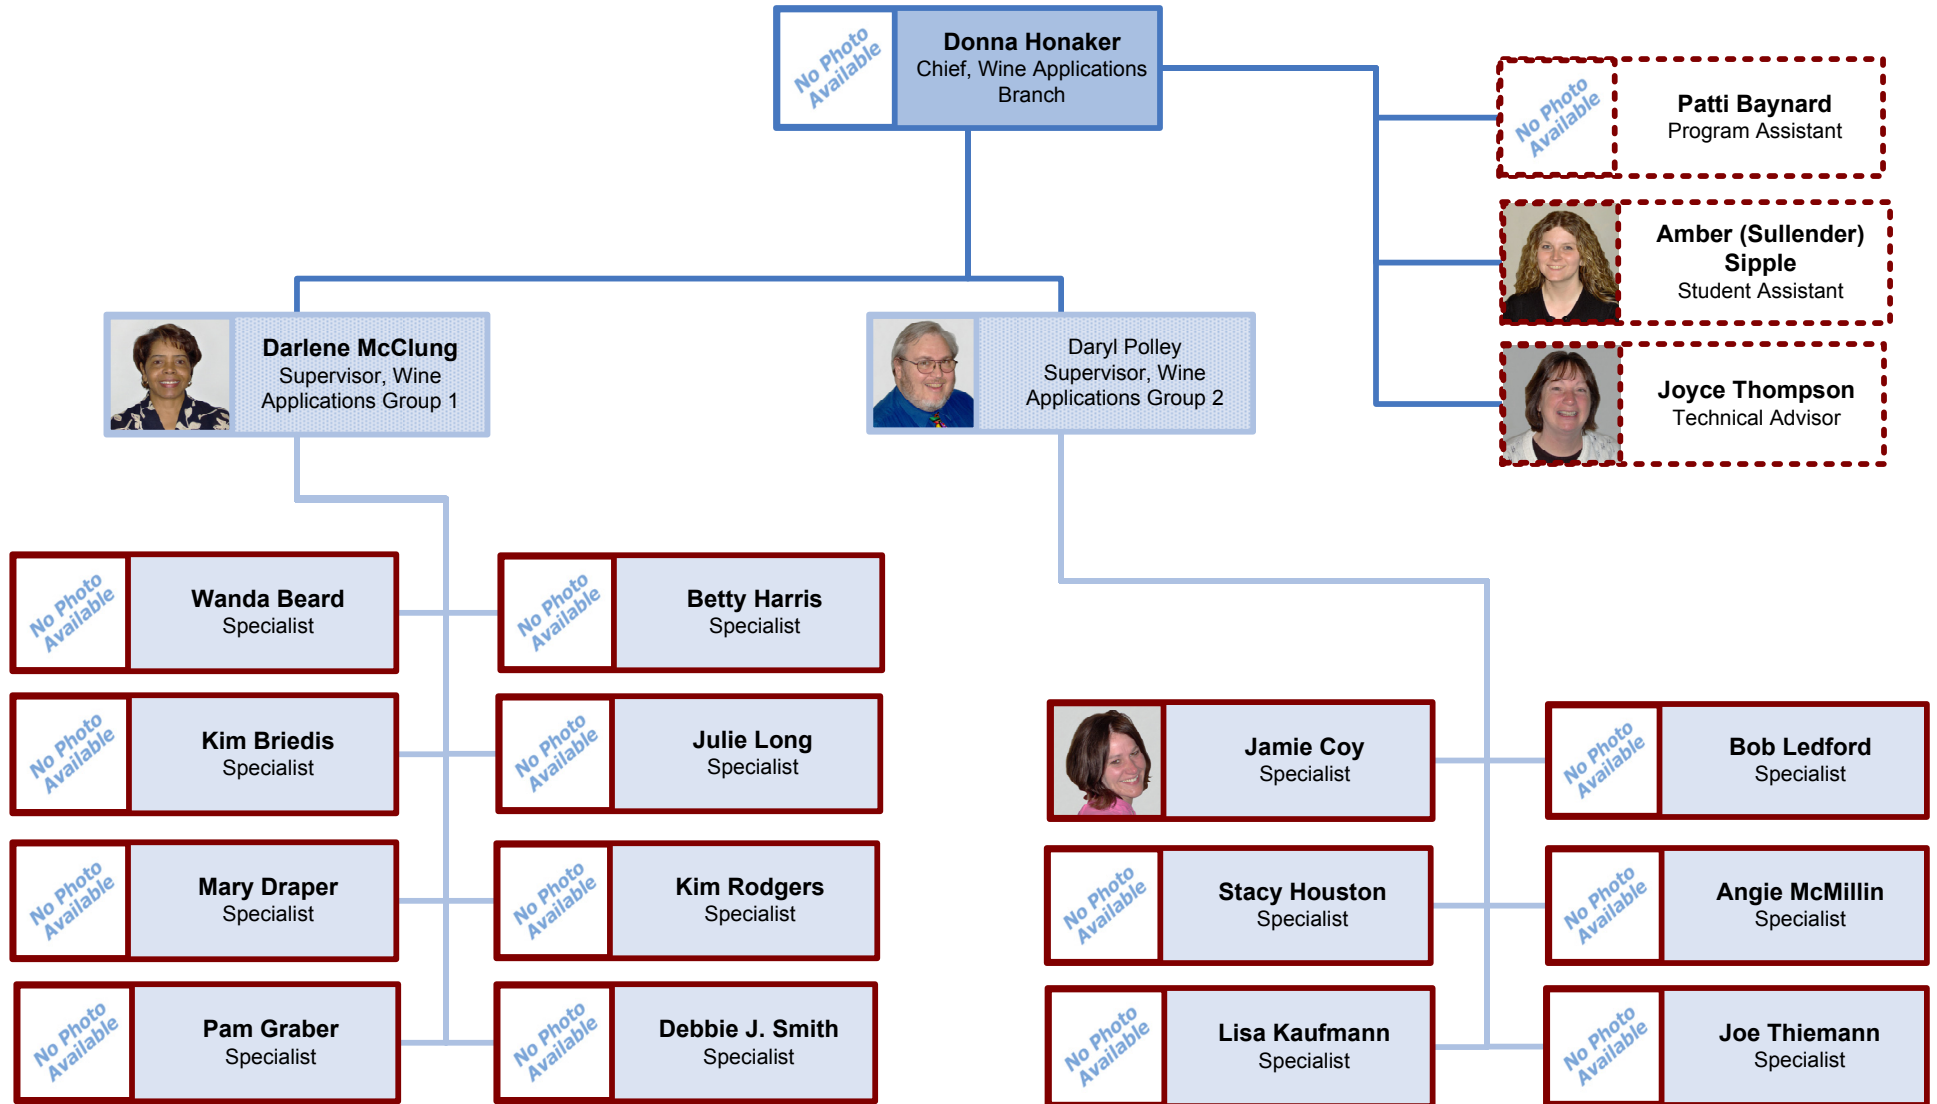 No Photo
Available
Donna Honaker
Chief, Wine Applications
Branch
No Photo
Available
Patti Baynard
Program Assistant
Amber (Sullender)
Sipple
Student Assistant
Joyce Thompson
Technical Advisor
Darlene McClung
Supervisor, Wine
Applications Group 1
Daryl Polley
Supervisor, Wine
Applications Group 2
No Photo
Available
Wanda Beard
Specialist
No Photo
Available
Betty Harris
Specialist
No Photo
Available
Kim Briedis
Specialist
No Photo
Available
Julie Long
Specialist
No Photo
Available
Mary Draper
Specialist
No Photo
Available
Kim Rodgers
Specialist
No Photo
Available
Pam Graber
Specialist
No Photo
Available
Debbie J. Smith
Specialist
Jamie Coy
Specialist
No Photo
Available
Bob Ledford
Specialist
No Photo
Available
Stacy Houston
Specialist
No Photo
Available
Angie McMillin
Specialist
No Photo
Available
Lisa Kaufmann
Specialist
No Photo
Available
Joe Thiemann
Specialist